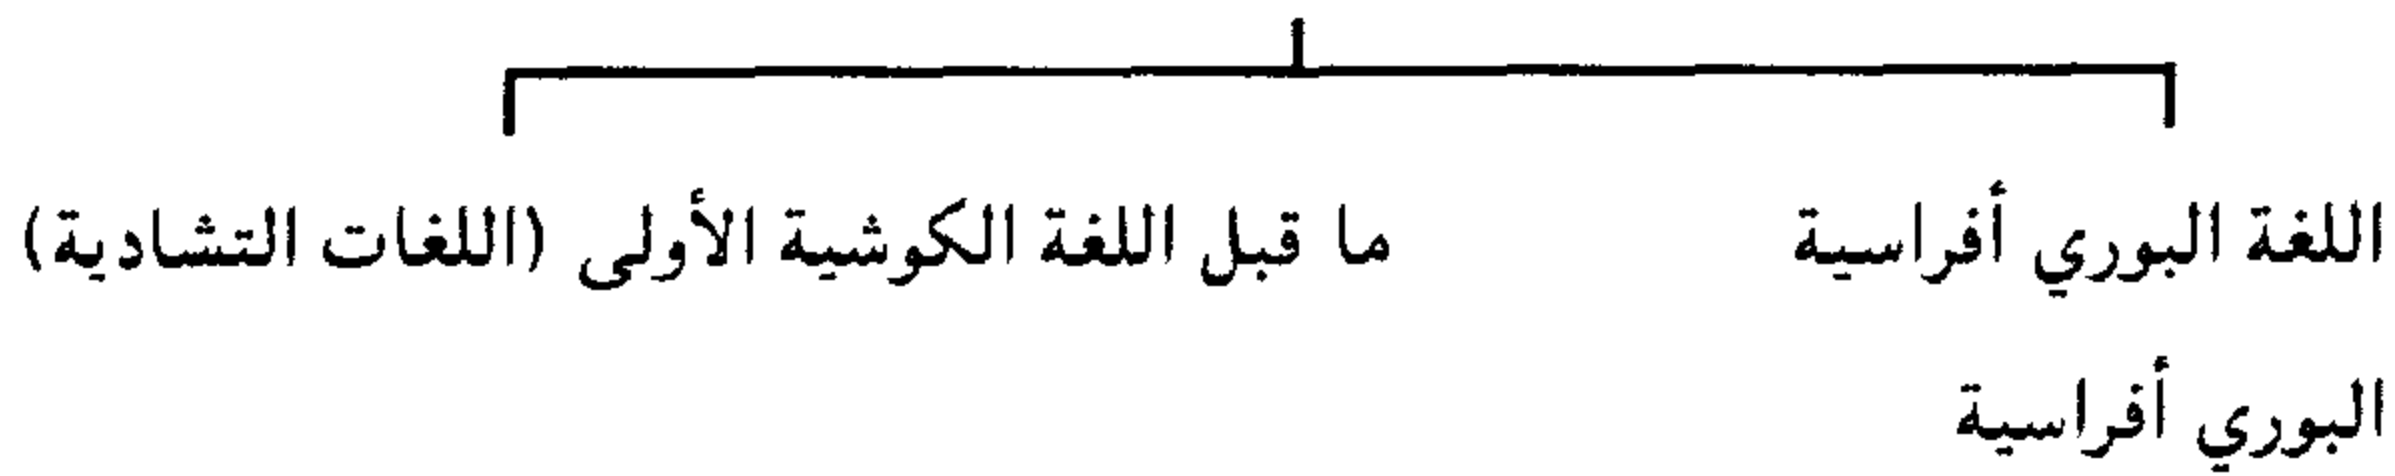 اللغة البوري أفراسية ما قبل اللغة الكوشية الأولى (اللغات التشادية)
البوري أفراسية